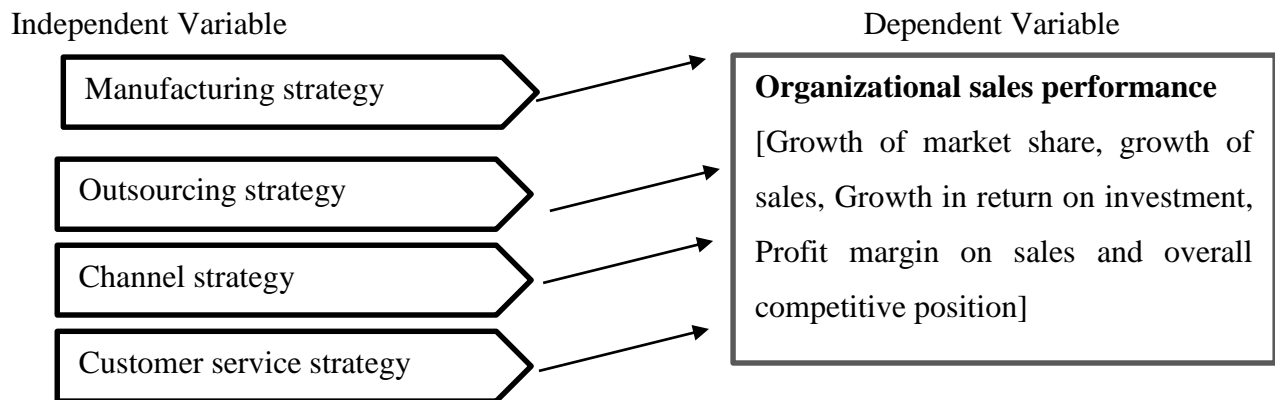 Independent Variable
Dependent Variable
Manufacturing strategy
Outsourcing strategy
Channel strategy
Customer service strategy
Organizational sales performance
[Growth of market share, growth of
sales, Growth in return on investment,
Profit margin on sales and overall
competitive position]